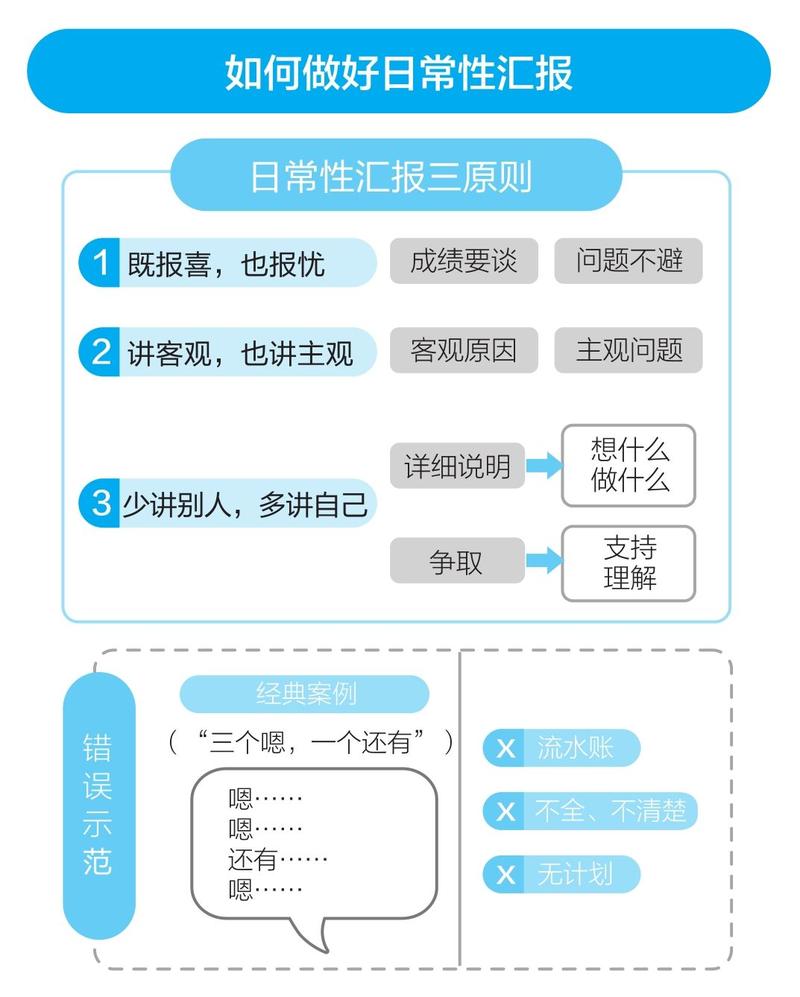 如何做好日常性汇报
日常性汇报三原则
1 既报喜，也报忧
成绩要谈
问题不避
2 讲客观，也讲主观
客观原因
主观问题
3 少讲别人，多讲自己
详细说明
想什么
做什么
争取
支持
理解
错误示范
经典案例
（“三个嗯，一个还有”）
嗯……
嗯……
还有……
嗯……
X 流水账
X 不全、不清楚
X 无计划